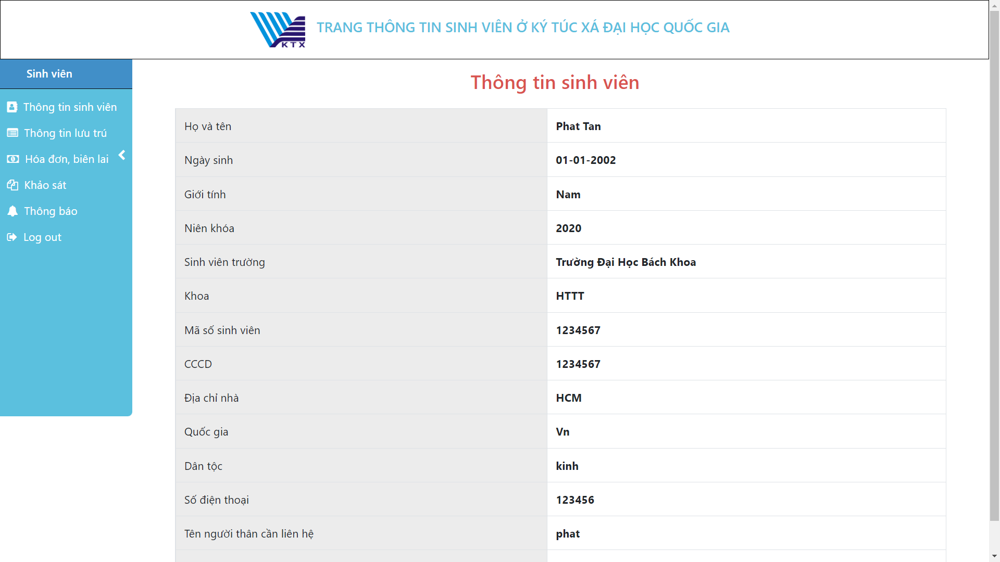 KTX
TRANG THÔNG TIN SINH VIÊN Ở KÝ TÚC XÁ ĐẠI HỌC QUỐC GIA
Sinh viên
Thông tin sinh viên
Thông tin lưu trú
Hóa đơn, biên lai
Khảo sát
Thông báo
Log out
Thông tin sinh viên
Họ và tên Phat Tan
Ngày sinh 01-01-2002
Giới tính Nam
Niên khóa 2020
Sinh viên trường Trường Đại Học Bách Khoa
Khoa HTTT
Mã số sinh viên 1234567
CCCD 1234567
Địa chỉ nhà HCM
Quốc gia Vn
Dân tộc kinh
Số điện thoại 123456
Tên người thân cần liên hệ phat